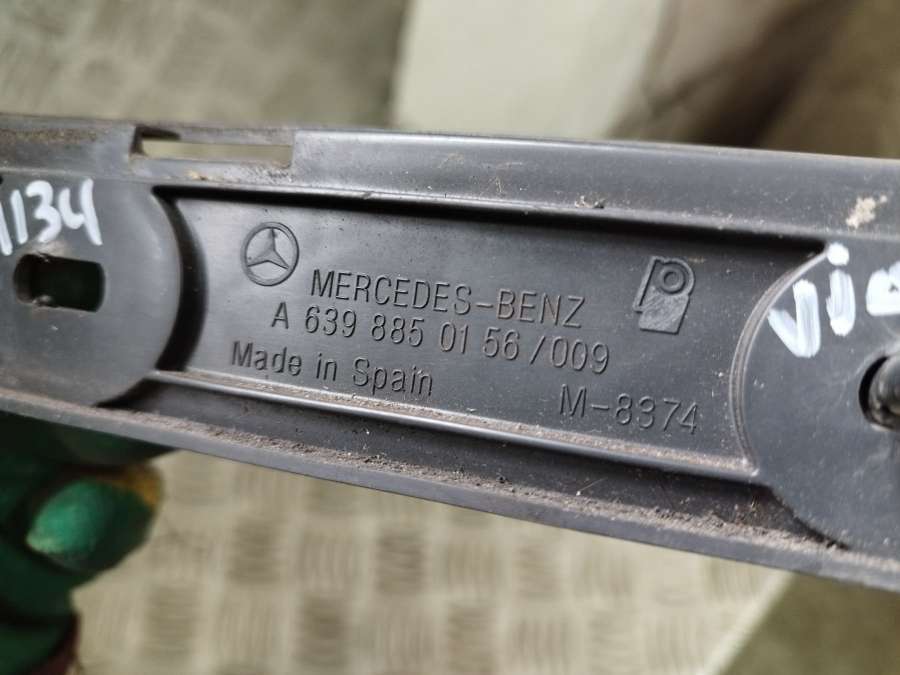 1134
MERCEDES-BENZ
A 639 885 01 56/009
Made in Spain
M-8374